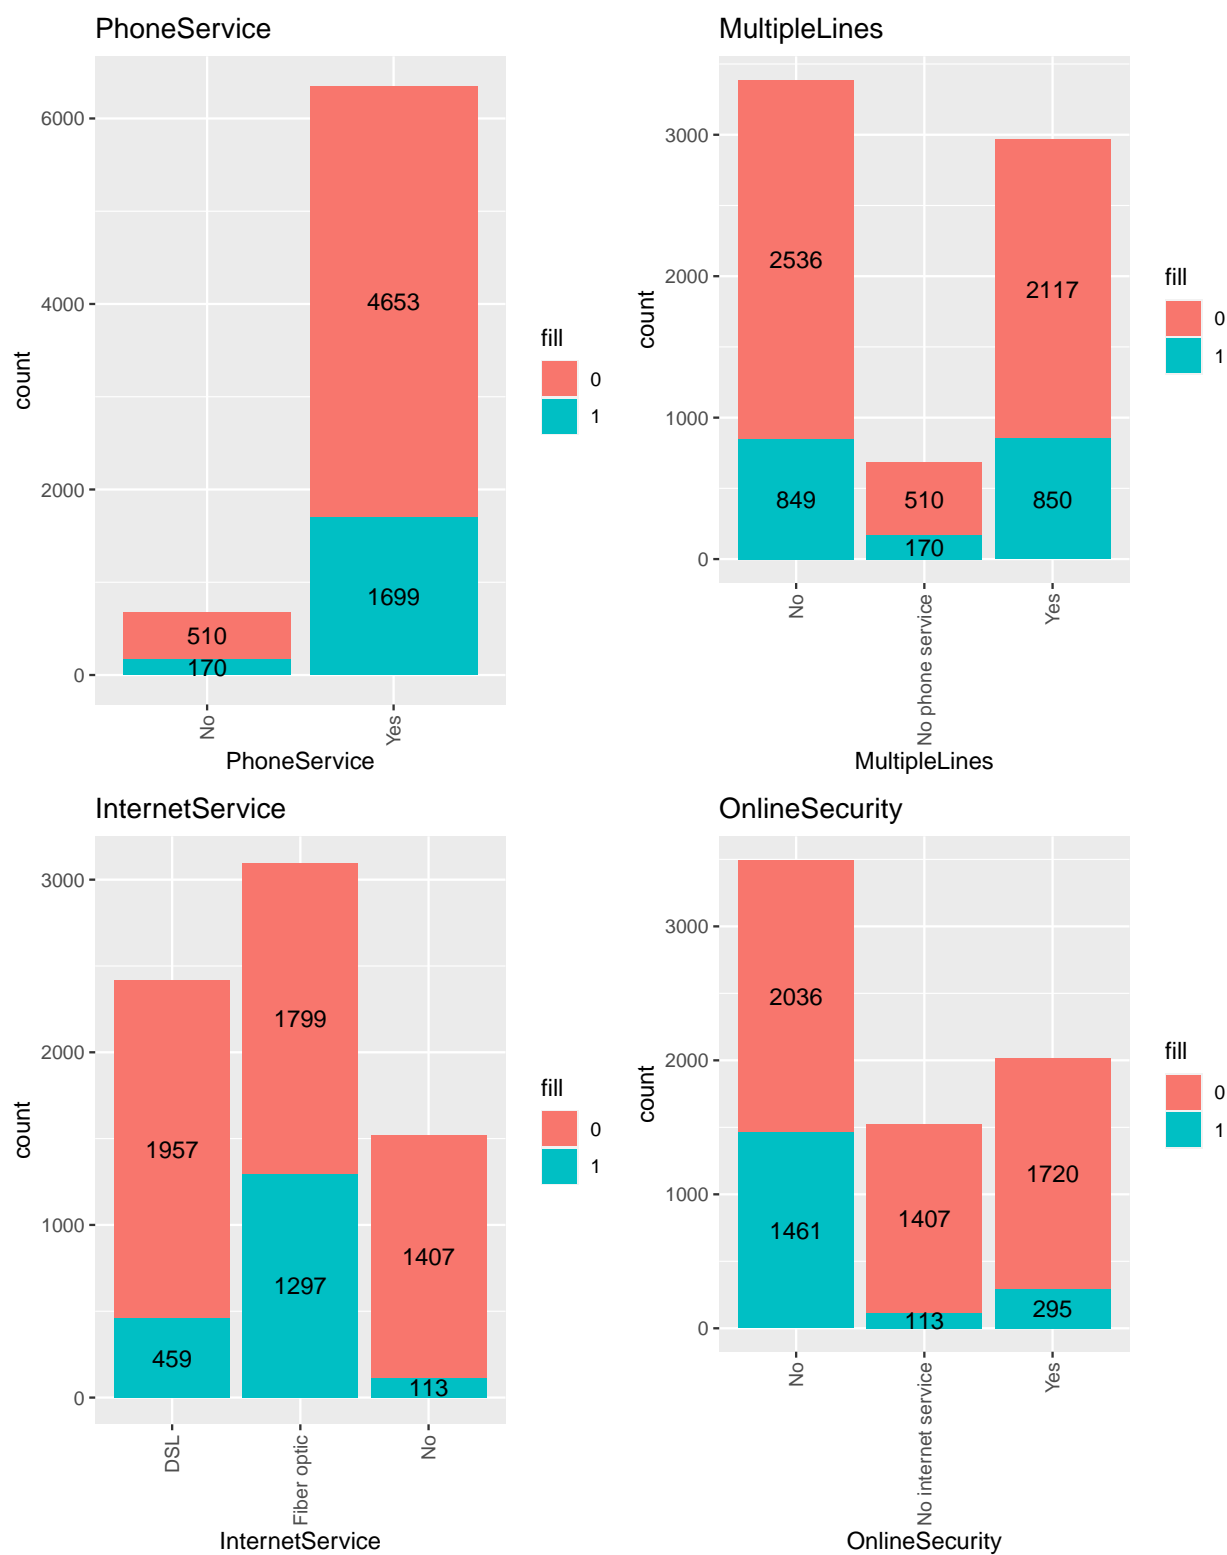 PhoneService
6000
4000
2000
0
count
4653
1699
510
170
No
Yes
PhoneService
fill
0
1
MultipleLines
3000
2000
1000
0
count
2536
849
510
170
2117
850
No
No phone service
Yes
MultipleLines
fill
0
1
InternetService
3000
2000
1000
0
count
1957
459
1799
1297
1407
113
DSL
Fiber optic
No
InternetService
fill
0
1
OnlineSecurity
3000
2000
1000
0
count
2036
1461
1407
113
1720
295
No
No internet service
Yes
OnlineSecurity
fill
0
1